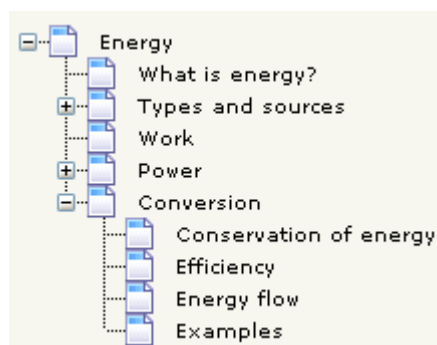 Energy
What is energy?
Types and sources
Work
Power
Conversion
Conservation of energy
Efficiency
Energy flow
Examples